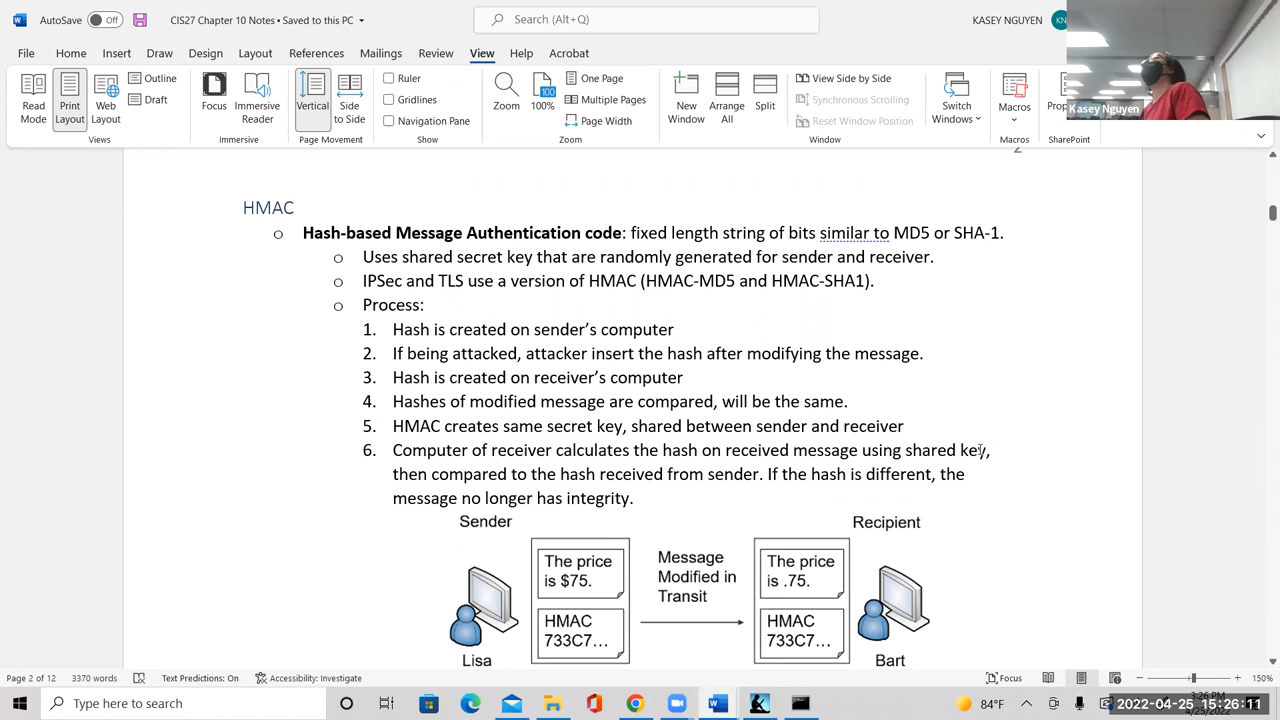 AutoSave Off CIS27 Chapter 10 Notes • Saved to this PC Search (Alt+Q) KASEY NGUYEN KN
File Home Insert Draw Design Layout References Mailings Review View Help Acrobat
Read Mode Print Layout Web Layout Outline Draft Focus Immersive Reader Vertical Side to Side Ruler Gridlines Navigation Pane Zoom 100% 100 One Page Multiple Pages Page Width New Window Arrange All Split View Side by Side Synchronous Scrolling Reset Window Position Switch Windows Macros
Kasey Nguyen
Views Immersive Page Movement Show Zoom Window Macros SharePoint
2
HMAC
o Hash-based Message Authentication code: fixed length string of bits similar to MD5 or SHA-1.
o Uses shared secret key that are randomly generated for sender and receiver.
o IPSec and TLS use a version of HMAC (HMAC-MD5 and HMAC-SHA1).
o Process:
1. Hash is created on sender’s computer
2. If being attacked, attacker insert the hash after modifying the message.
3. Hash is created on receiver’s computer
4. Hashes of modified message are compared, will be the same.
5. HMAC creates same secret key, shared between sender and receiver
6. Computer of receiver calculates the hash on received message using shared key,
then compared to the hash received from sender. If the hash is different, the
message no longer has integrity.
Sender Recipient
The price
is $75.
HMAC
733C7…
Message
Modified in
Transit
The price
is .75.
HMAC
733C7…
Lisa Bart
Page 2 of 12 3370 words Text Predictions: On Accessibility: Investigate Focus 150%
Type here to search 84°F 3:26 PM
2022-04-25 15:26:11